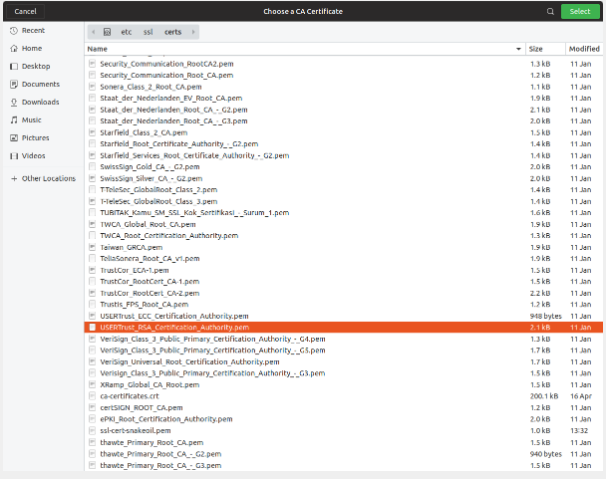 Cancel Choose a CA Certificate Select
Recent
Home
Desktop
Documents
Downloads
Music
Pictures
Videos
+ Other Locations
etc ssl certs
Name Size Modified
Security_Communication_RootCA2.pem 1.3 kB 11 Jan
Security_Communication_Root_CA.pem 1.2 kB 11 Jan
Sonera_Class_2_Root_CA.pem 1.1 kB 11 Jan
Staat_der_Nederlanden_EV_Root_CA.pem 1.9 kB 11 Jan
Staat_der_Nederlanden_Root_CA_-_G2.pem 2.1 kB 11 Jan
Staat_der_Nederlanden_Root_CA_-_G3.pem 2.0 kB 11 Jan
Starfield_Class_2_CA.pem 1.5 kB 11 Jan
Starfield_Root_Certificate_Authority_-_G2.pem 1.4 kB 11 Jan
Starfield_Services_Root_Certificate_Authority_-_G2.pem 1.4 kB 11 Jan
SwissSign_Gold_CA_-_G2.pem 2.0 kB 11 Jan
SwissSign_Silver_CA_-_G2.pem 2.0 kB 11 Jan
T-TeleSec_GlobalRoot_Class_2.pem 1.4 kB 11 Jan
T-TeleSec_GlobalRoot_Class_3.pem 1.4 kB 11 Jan
TUBITAK_Kamu_SM_SSL_Kok_Sertifikasi_-_Surum_1.pem 1.6 kB 11 Jan
TWCA_Global_Root_CA.pem 1.9 kB 11 Jan
TWCA_Root_Certification_Authority.pem 1.3 kB 11 Jan
Taiwan_GRCA.pem 1.9 kB 11 Jan
TeliaSonera_Root_CA_v1.pem 1.9 kB 11 Jan
TrustCor_ECA-1.pem 1.5 kB 11 Jan
TrustCor_RootCert_CA-1.pem 1.5 kB 11 Jan
TrustCor_RootCert_CA-2.pem 2.2 kB 11 Jan
Trustis_FPS_Root_CA.pem 1.2 kB 11 Jan
USERTrust_ECC_Certification_Authority.pem 948 bytes 11 Jan
USERTrust_RSA_Certification_Authority.pem 2.1 kB 11 Jan
VeriSign_Class_3_Public_Primary_Certification_Authority_-_G4.pem 1.3 kB 11 Jan
VeriSign_Class_3_Public_Primary_Certification_Authority_-_G5.pem 1.7 kB 11 Jan
VeriSign_Universal_Root_Certification_Authority.pem 1.7 kB 11 Jan
Verisign_Class_3_Public_Primary_Certification_Authority_-_G3.pem 1.5 kB 11 Jan
XRamp_Global_CA_Root.pem 1.5 kB 11 Jan
ca-certificates.crt 200.1 kB 16 Apr
certSIGN_ROOT_CA.pem 1.2 kB 11 Jan
ePKI_Root_Certification_Authority.pem 2.0 kB 11 Jan
ssl-cert-snakeoil.pem 1.0 kB 13:32
thawte_Primary_Root_CA.pem 1.5 kB 11 Jan
thawte_Primary_Root_CA_-_G2.pem 940 bytes 11 Jan
thawte_Primary_Root_CA_-_G3.pem 1.5 kB 11 Jan